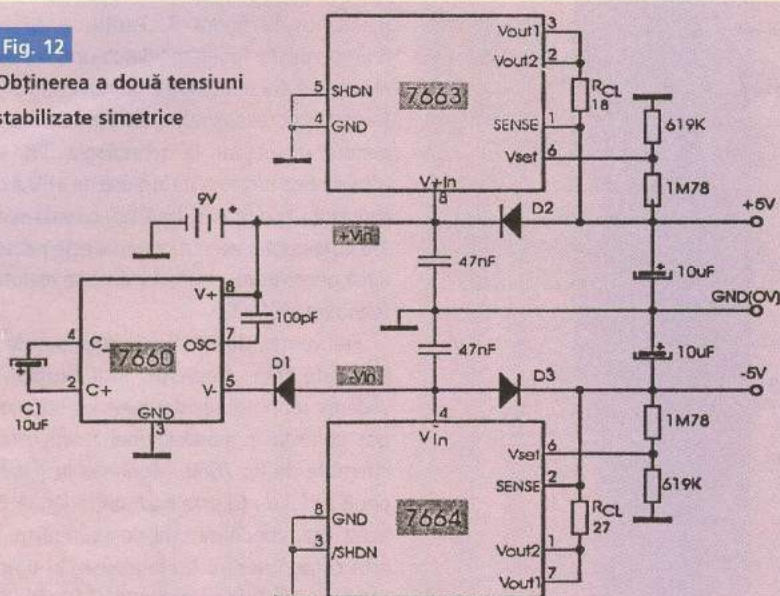 Fig. 12
Obținerea a două tensiuni
stabilizate simetrice
Vout1 3
Vout2 2
5 SHDN
7663
RCL
18
4 GND
SENSE 1
619K
Vset 6
V+In
8
1M78
9V
+
+Vin
D2
+5V
47nF
+
10uF
V+ 8
100pF
GND(0V)
4 C_
7660
OSC 7
47nF
+
10uF
D1
-Vin
D3
-5V
2 C+
V- 5
+
C1
10uF
GND
3
4
VIn
1M78
Vset 6
SENSE 2
619K
8 GND
7664
RCL
27
3 /SHDN
Vout2 1
Vout1 7